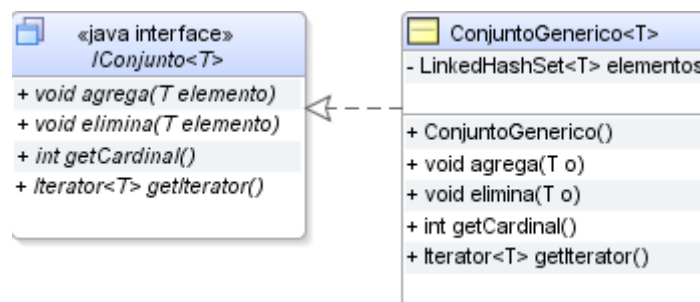 «java interface»
IConjunto<T>
+ void agrega(T elemento)
+ void elimina(T elemento)
+ int getCardinal()
+ Iterator<T> getIterator()
ConjuntoGenerico<T>
- LinkedHashSet<T> elementos
+ ConjuntoGenerico()
+ void agrega(T o)
+ void elimina(T o)
+ int getCardinal()
+ Iterator<T> getIterator()